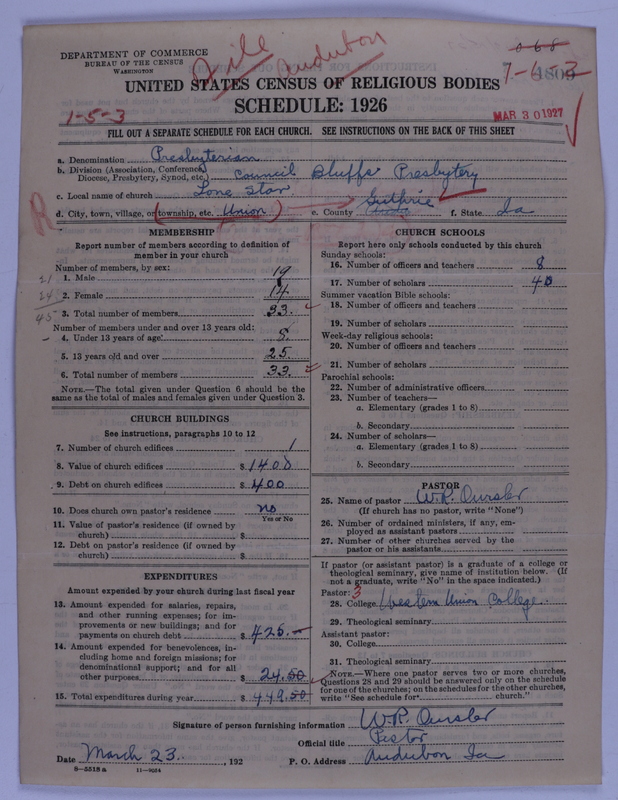 DEPARTMENT OF COMMERCE
BUREAU OF THE CENSUS
WASHINGTON
Audubon
068
7-6-3
1-5-3
UNITED STATES CENSUS OF RELIGIOUS BODIES
SCHEDULE: 1926
MAR 30 1927
FILL OUT A SEPARATE SCHEDULE FOR EACH CHURCH. SEE INSTRUCTIONS ON THE BACK OF THIS SHEET
a. Denomination Presbyterian
b. Division (Association, Conference, Diocese, Presbytery, Synod, etc.) Council Bluffs Presbytery
c. Local name of church Lone Star
R d. City, town, village, or township, etc. Union e. County Guthrie f. State Ia
MEMBERSHIP
Report number of members according to definition of
member in your church
Number of members, by sex:
1. Male 19
2. Female 14
3. Total number of members 33
21
24
45
Number of members under and over 13 years old:
4. Under 13 years of age 8
5. 13 years old and over 25
6. Total number of members 33
NOTE.—The total given under Question 6 should be the
same as the total of males and females given under Question 3.
CHURCH BUILDINGS
See instructions, paragraphs 10 to 12
7. Number of church edifices 1
8. Value of church edifices $ 1400
9. Debt on church edifices $ 400
10. Does church own pastor's residence no
Yes or No
11. Value of pastor's residence (if owned by
church) $
12. Debt on pastor's residence (if owned by
church) $
EXPENDITURES
Amount expended by your church during last fiscal year
13. Amount expended for salaries, repairs,
and other running expenses; for im-
provements or new buildings; and for
payments on church debt $ 425.—
14. Amount expended for benevolences, in-
cluding home and foreign missions; for
denominational support; and for all
other purposes $ 24.50
15. Total expenditures during year $ 449.50
CHURCH SCHOOLS
Report here only schools conducted by this church
Sunday schools:
16. Number of officers and teachers 8
17. Number of scholars 40
Summer vacation Bible schools:
18. Number of officers and teachers
19. Number of scholars
Week-day religious schools:
20. Number of officers and teachers
21. Number of scholars
Parochial schools:
22. Number of administrative officers
23. Number of teachers—
a. Elementary (grades 1 to 8)
b. Secondary
24. Number of scholars—
a. Elementary (grades 1 to 8)
b. Secondary
PASTOR
25. Name of pastor W.R. Oursler
(If church has no pastor, write "None")
26. Number of ordained ministers, if any, em-
ployed as assistant pastors
27. Number of other churches served by the
pastor or his assistants
If pastor (or assistant pastor) is a graduate of a college or
theological seminary, give name of institution below. (If
not a graduate, write "No" in the space indicated.)
Pastor: 3
28. College Western Union College
29. Theological seminary
Assistant pastor:
30. College
31. Theological seminary
NOTE.—Where one pastor serves two or more churches,
Questions 28 and 29 should be answered only on the schedule
for one of the churches; on the schedules for the other churches,
write "See schedule for church."
Signature of person furnishing information W.R. Oursler
Official title Pastor
Date March 23, 192 P. O. Address Audubon Ia
8—5518a 11—9024